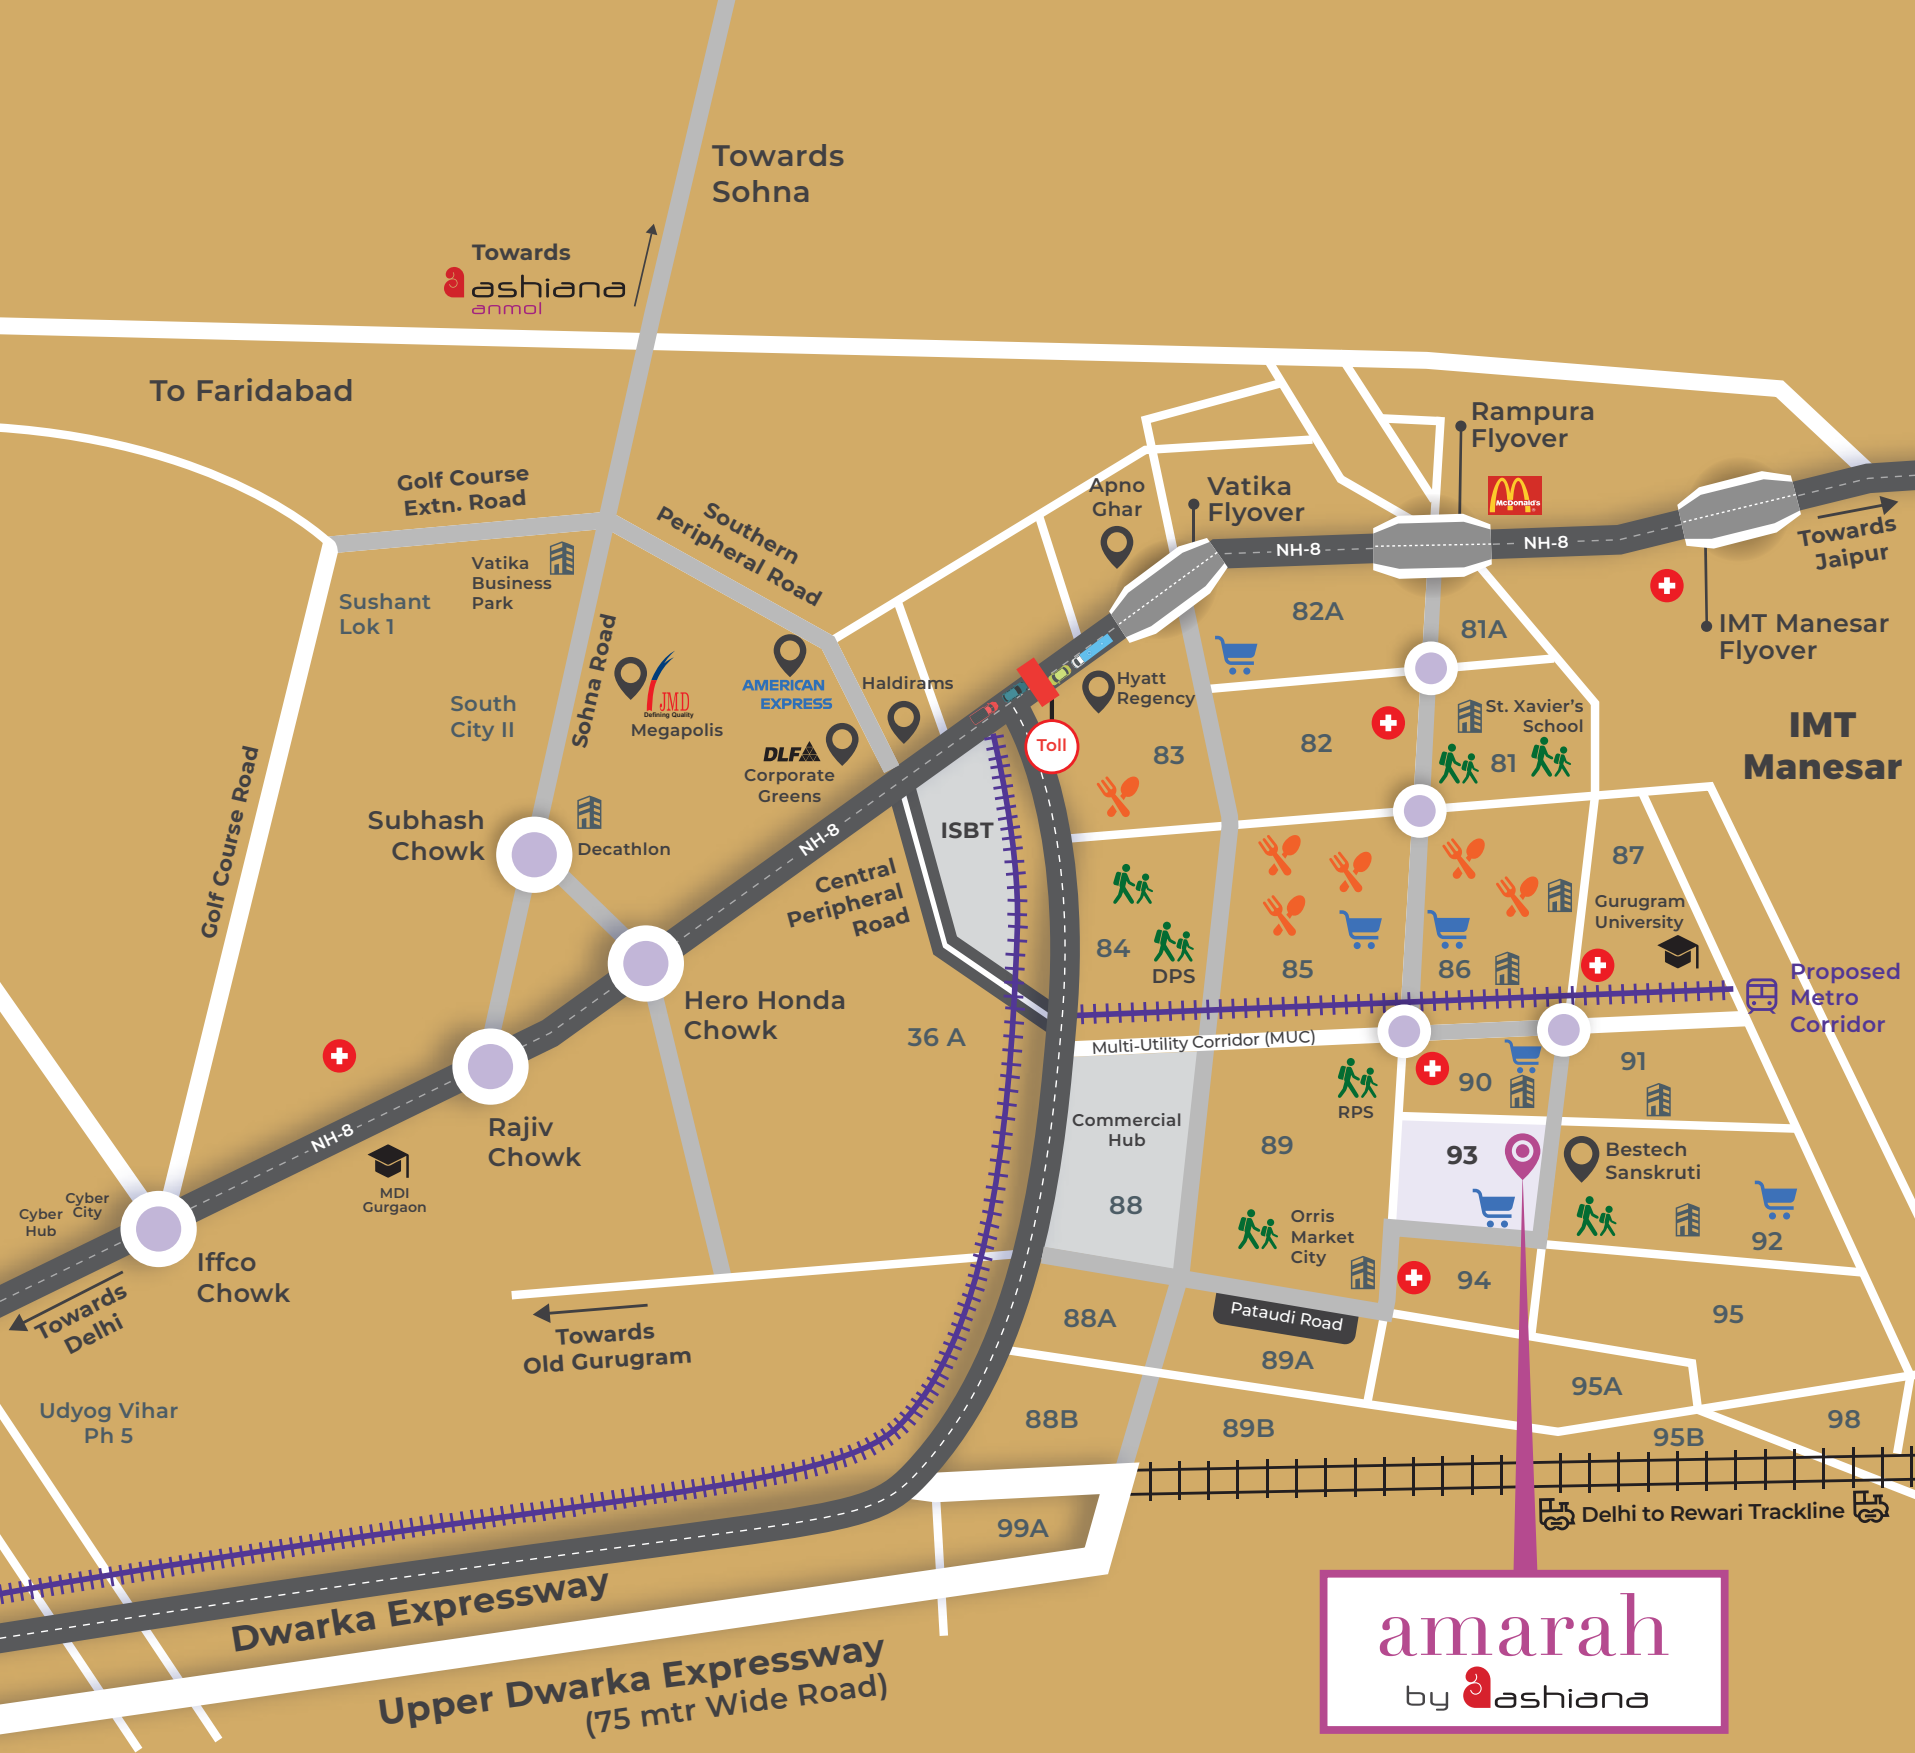 Towards
Sohna
Towards
ashiana
anmol
To Faridabad
Golf Course
Extn. Road
Southern
Peripheral Road
Apno
Ghar
Vatika
Flyover
Rampura
Flyover
McDonald's
NH-8
NH-8
Towards
Jaipur
IMT Manesar
Flyover
Vatika
Business
Park
Sushant
Lok 1
South
City II
Sohna Road
JMD
Defining Quality
Megapolis
AMERICAN
EXPRESS
Haldirams
DLF
Corporate
Greens
Hyatt
Regency
Toll
82A
81A
83
82
St. Xavier's
School
81
IMT
Manesar
Golf Course Road
Subhash
Chowk
Decathlon
NH-8
ISBT
Central
Peripheral
Road
84
DPS
85
86
87
Gurugram
University
Proposed
Metro
Corridor
Hero Honda
Chowk
36 A
Multi-Utility Corridor (MUC)
Rajiv
Chowk
NH-8
MDI
Gurgaon
Cyber
City
Cyber
Hub
Iffco
Chowk
Towards
Delhi
Towards
Old Gurugram
Udyog Vihar
Ph 5
Commercial
Hub
88
RPS
89
90
91
93
Bestech
Sanskruti
Orris
Market
City
92
94
95
Pataudi Road
88A
89A
95A
88B
89B
95B
98
99A
Delhi to Rewari Trackline
Dwarka Expressway
Upper Dwarka Expressway
(75 mtr Wide Road)
amarah
by ashiana